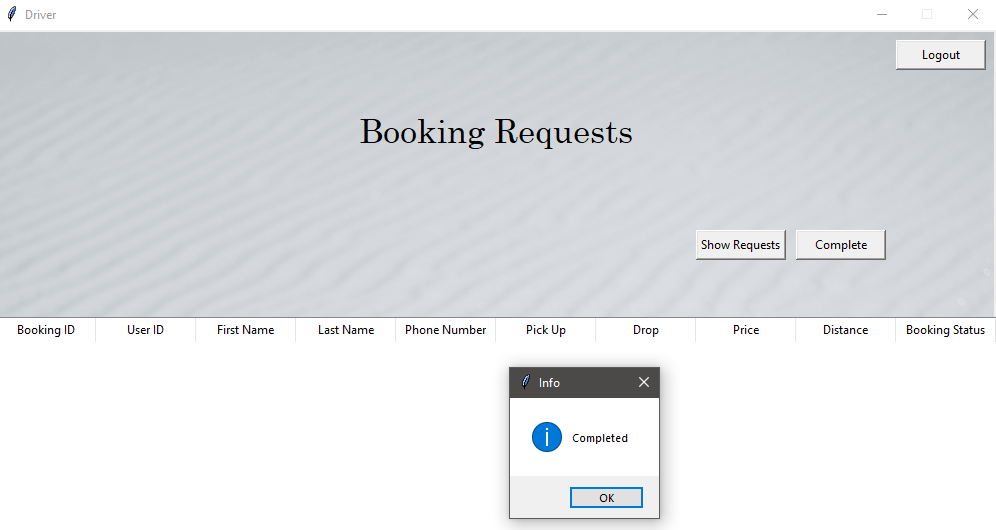 Driver
Logout
Booking Requests
Show Requests Complete
Booking ID User ID First Name Last Name Phone Number Pick Up Drop Price Distance Booking Status
Info
Completed
OK